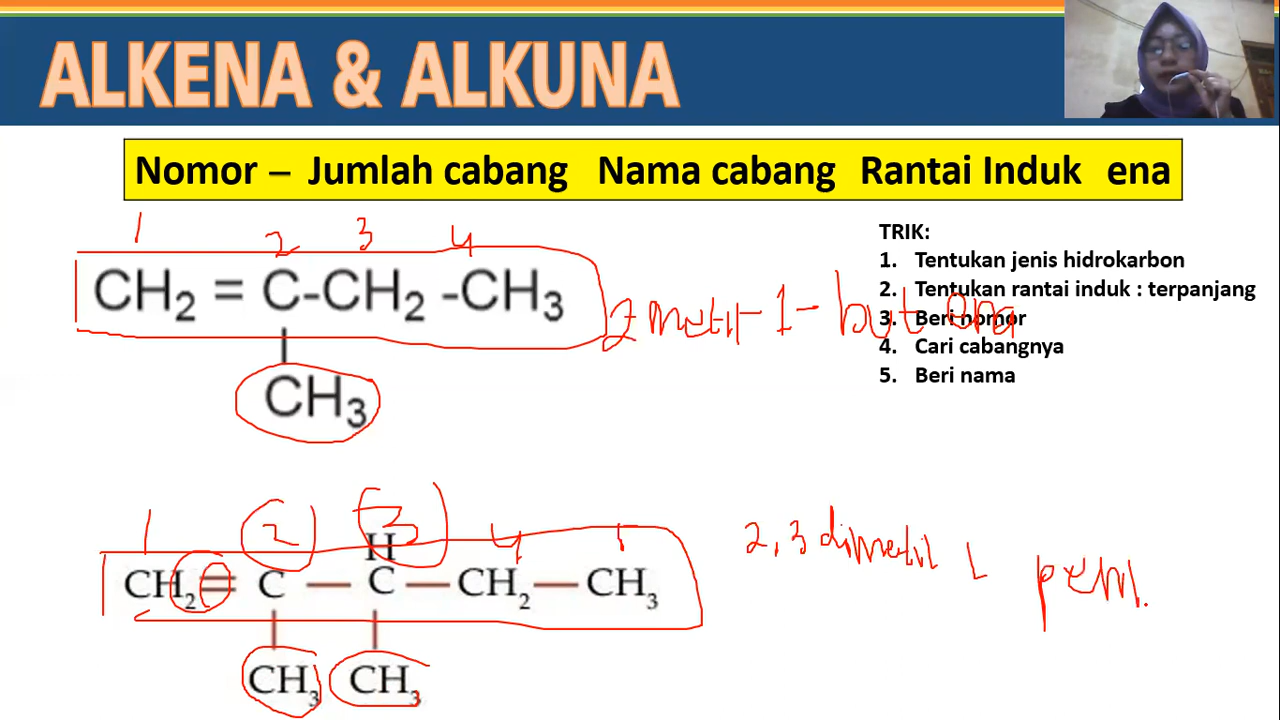 ALKENA & ALKUNA
Nomor – Jumlah cabang Nama cabang Rantai Induk ena
TRIK:
1. Tentukan jenis hidrokarbon
2. Tentukan rantai induk : terpanjang
3. Beri nomor
4. Cari cabangnya
5. Beri nama
1 2 3 4
CH2 = C-CH2 -CH3
2 metil-1-butena
CH3
1 2 3 4 5
H
CH2 = C — C — CH2 — CH3
2,3 dimetil 1
CH3 CH3